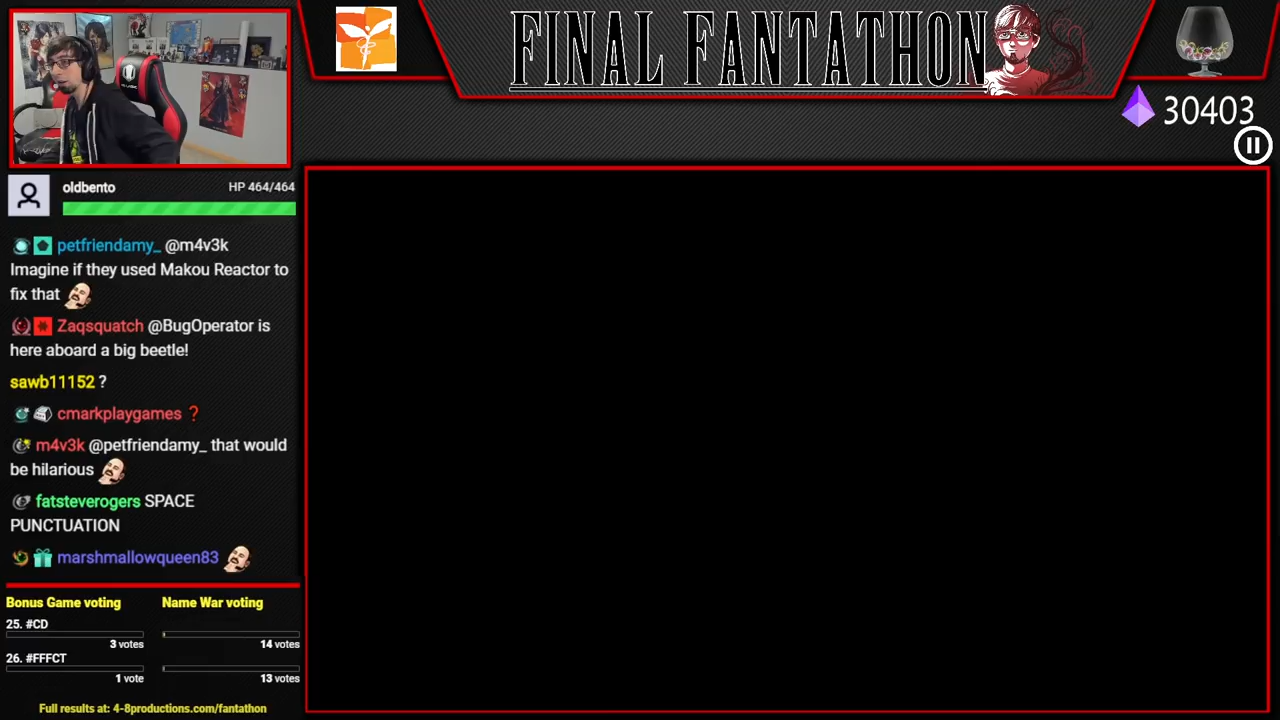 FINAL FANTATHON
30403
oldbento
HP 464/464
petfriendamy_ @m4v3k
Imagine if they used Makou Reactor to
fix that
Zaqsquatch @BugOperator is
here aboard a big beetle!
sawb11152 ?
cmarkplaygames ❓
m4v3k @petfriendamy_ that would
be hilarious
fatsteverogers SPACE
PUNCTUATION
marshmallowqueen83
Bonus Game voting
Name War voting
25. #CD
3 votes
14 votes
26. #FFFCT
1 vote
13 votes
Full results at: 4-8productions.com/fantathon